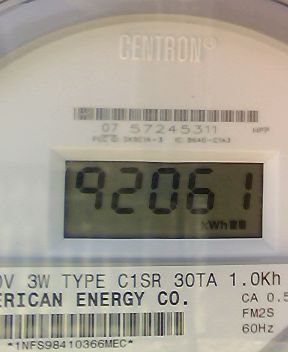 CENTRON®
07 57245311
92061
kWh
0V 3W TYPE C1SR 30TA 1.0Kh
ERICAN ENERGY CO. CA 0.5
FM2S
60Hz
*1NFS98410366MEC*